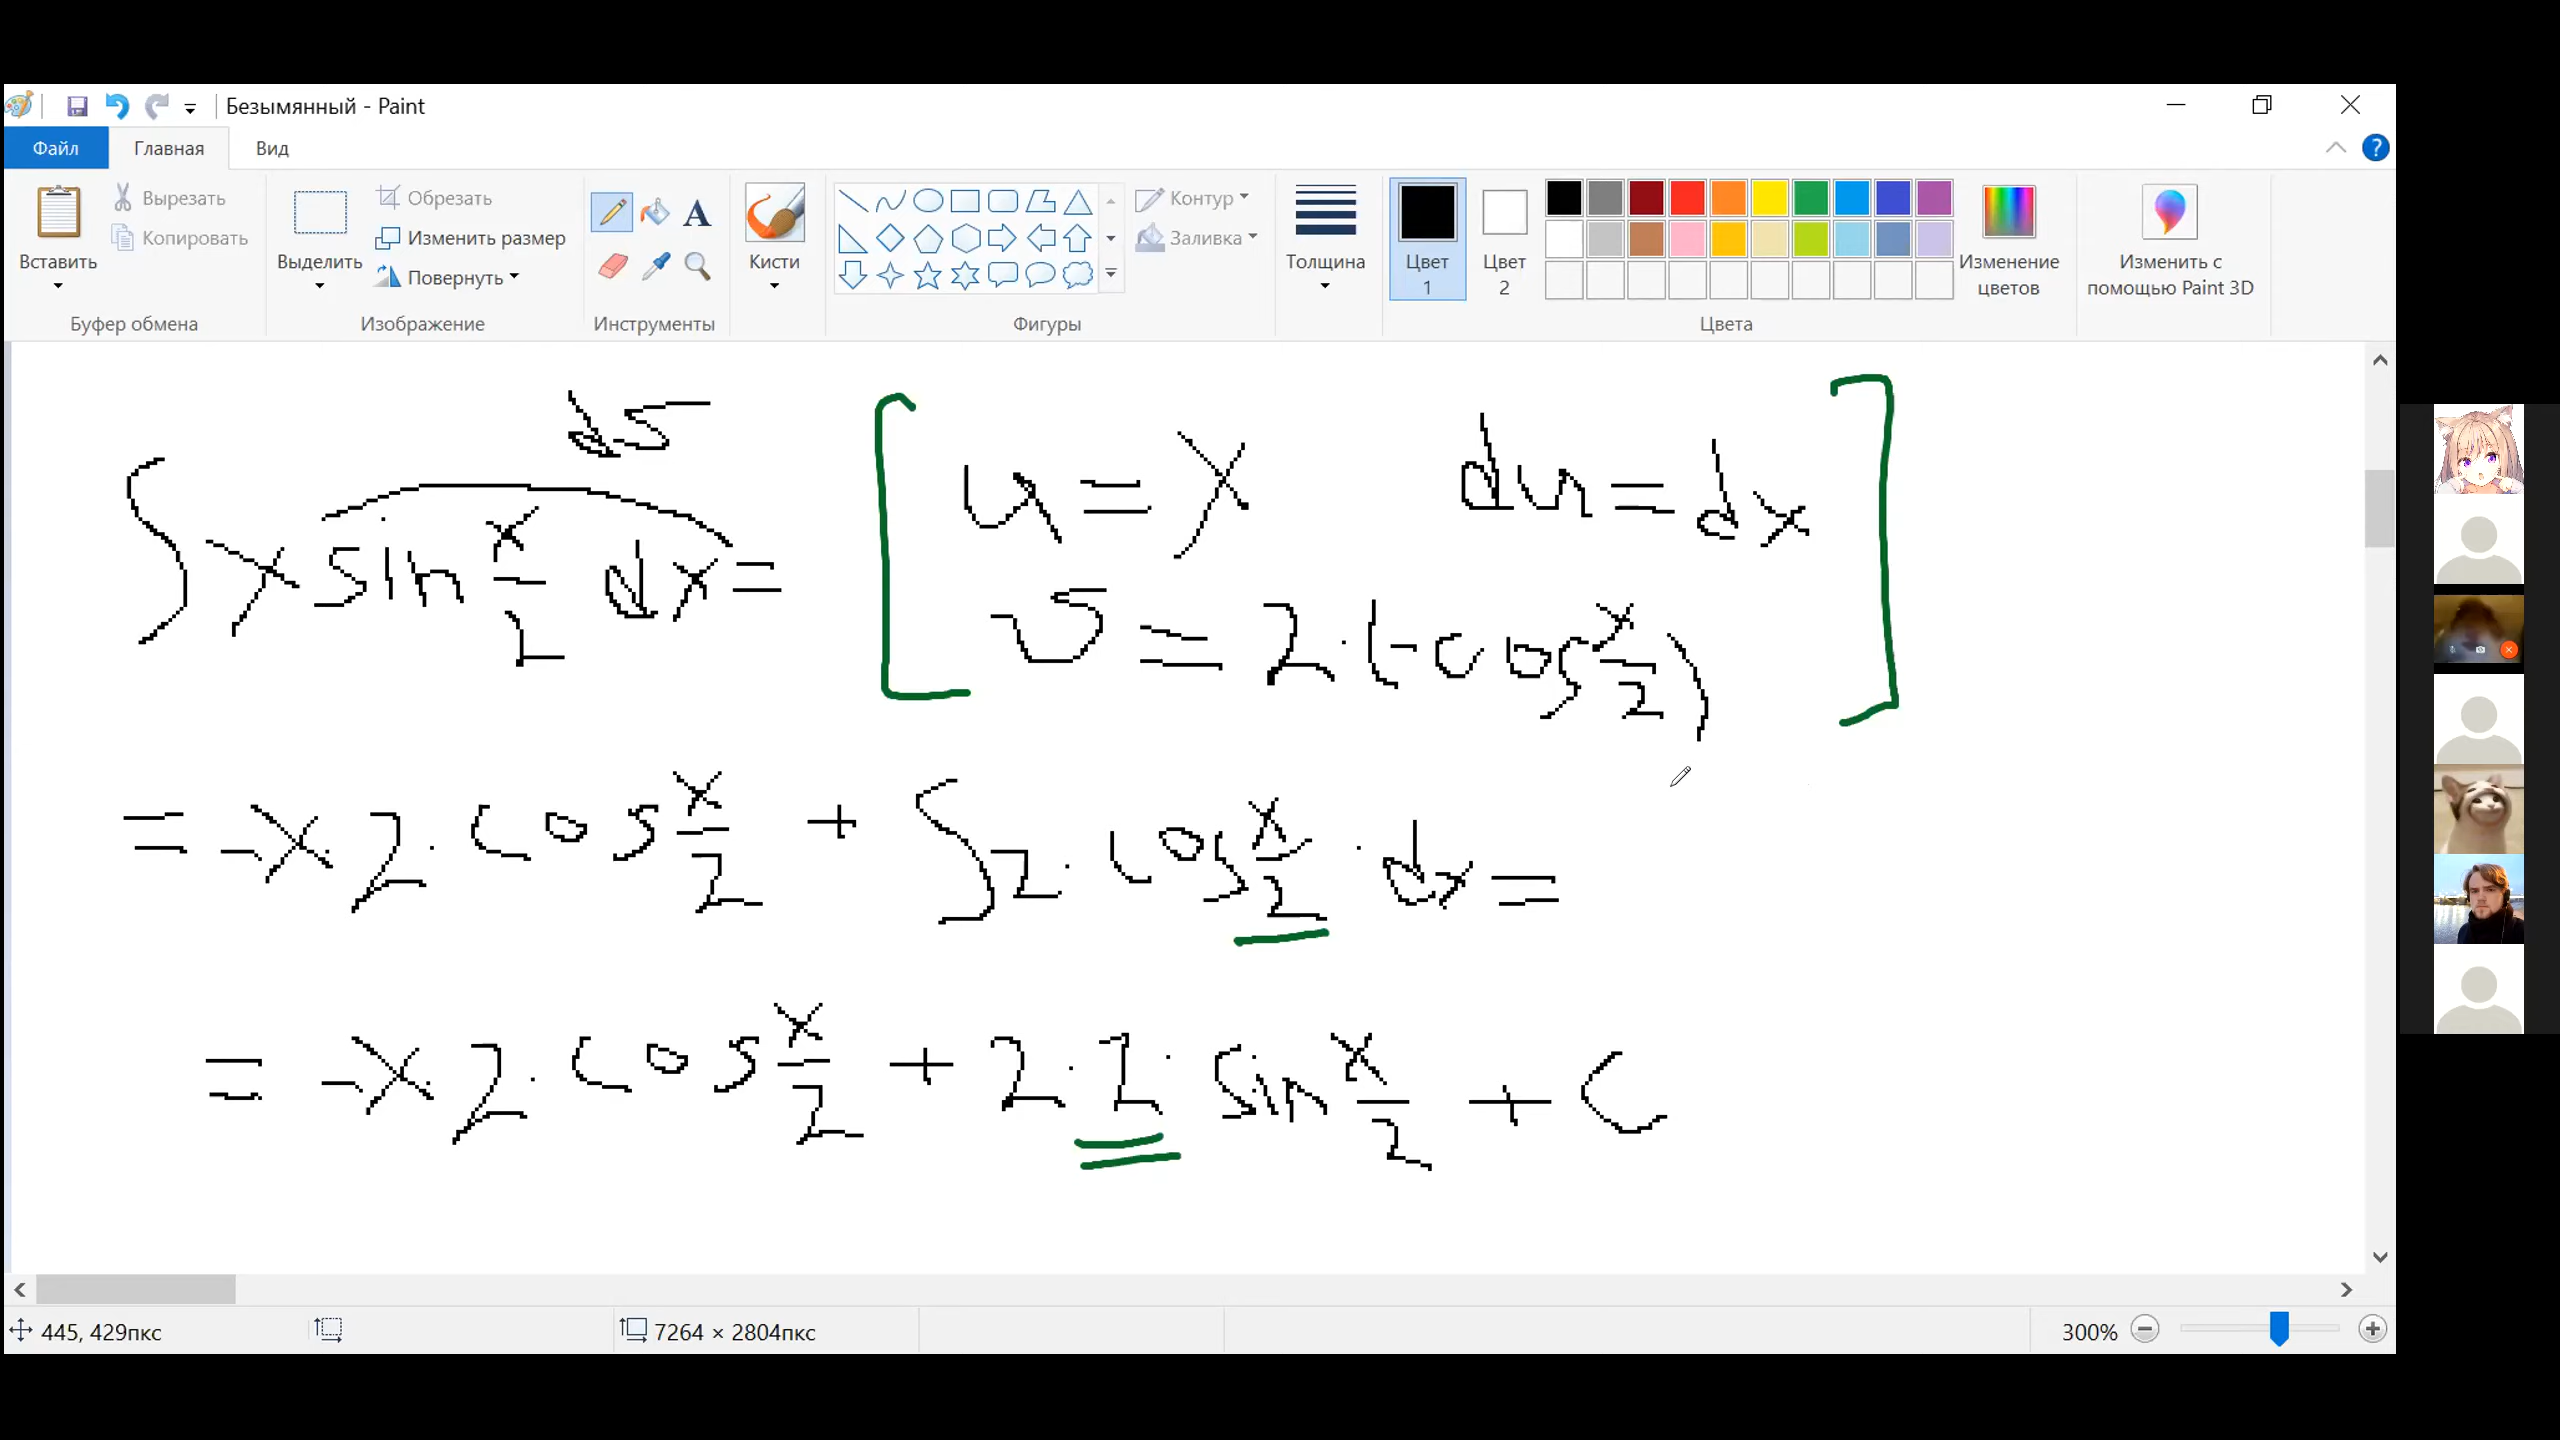 Безымянный - Paint
Файл Главная Вид
Вставить
Вырезать
Копировать
Буфер обмена
Выделить
Обрезать
Изменить размер
Повернуть
Изображение
A
Инструменты
Кисти
Фигуры
Контур
Заливка
Толщина
Цвет 1
Цвет 2
Цвета
Изменение цветов
Изменить с помощью Paint 3D
?
dv
∫ x sin x/2 dx = [ u = x du = dx
v = 2 · (-cos x/2) ]
= -x · 2 · cos x/2 + ∫ 2 · cos x/2 · dx =
= -x · 2 · cos x/2 + 2 · 2 · sin x/2 + C
445, 429пкс
7264 × 2804пкс
300%